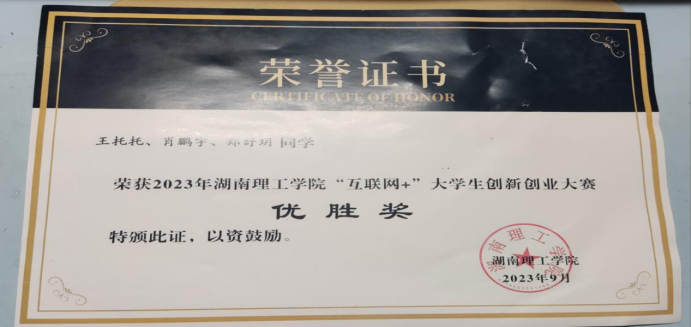 荣誉证书
CERTIFICATE OF HONOR
王托托、肖鹏宇、郑舒玥同学
荣获2023年湖南理工学院“互联网+”大学生创新创业大赛
优胜奖
特颁此证，以资鼓励。
湖南理工学院
湖南理工学院
2023年9月